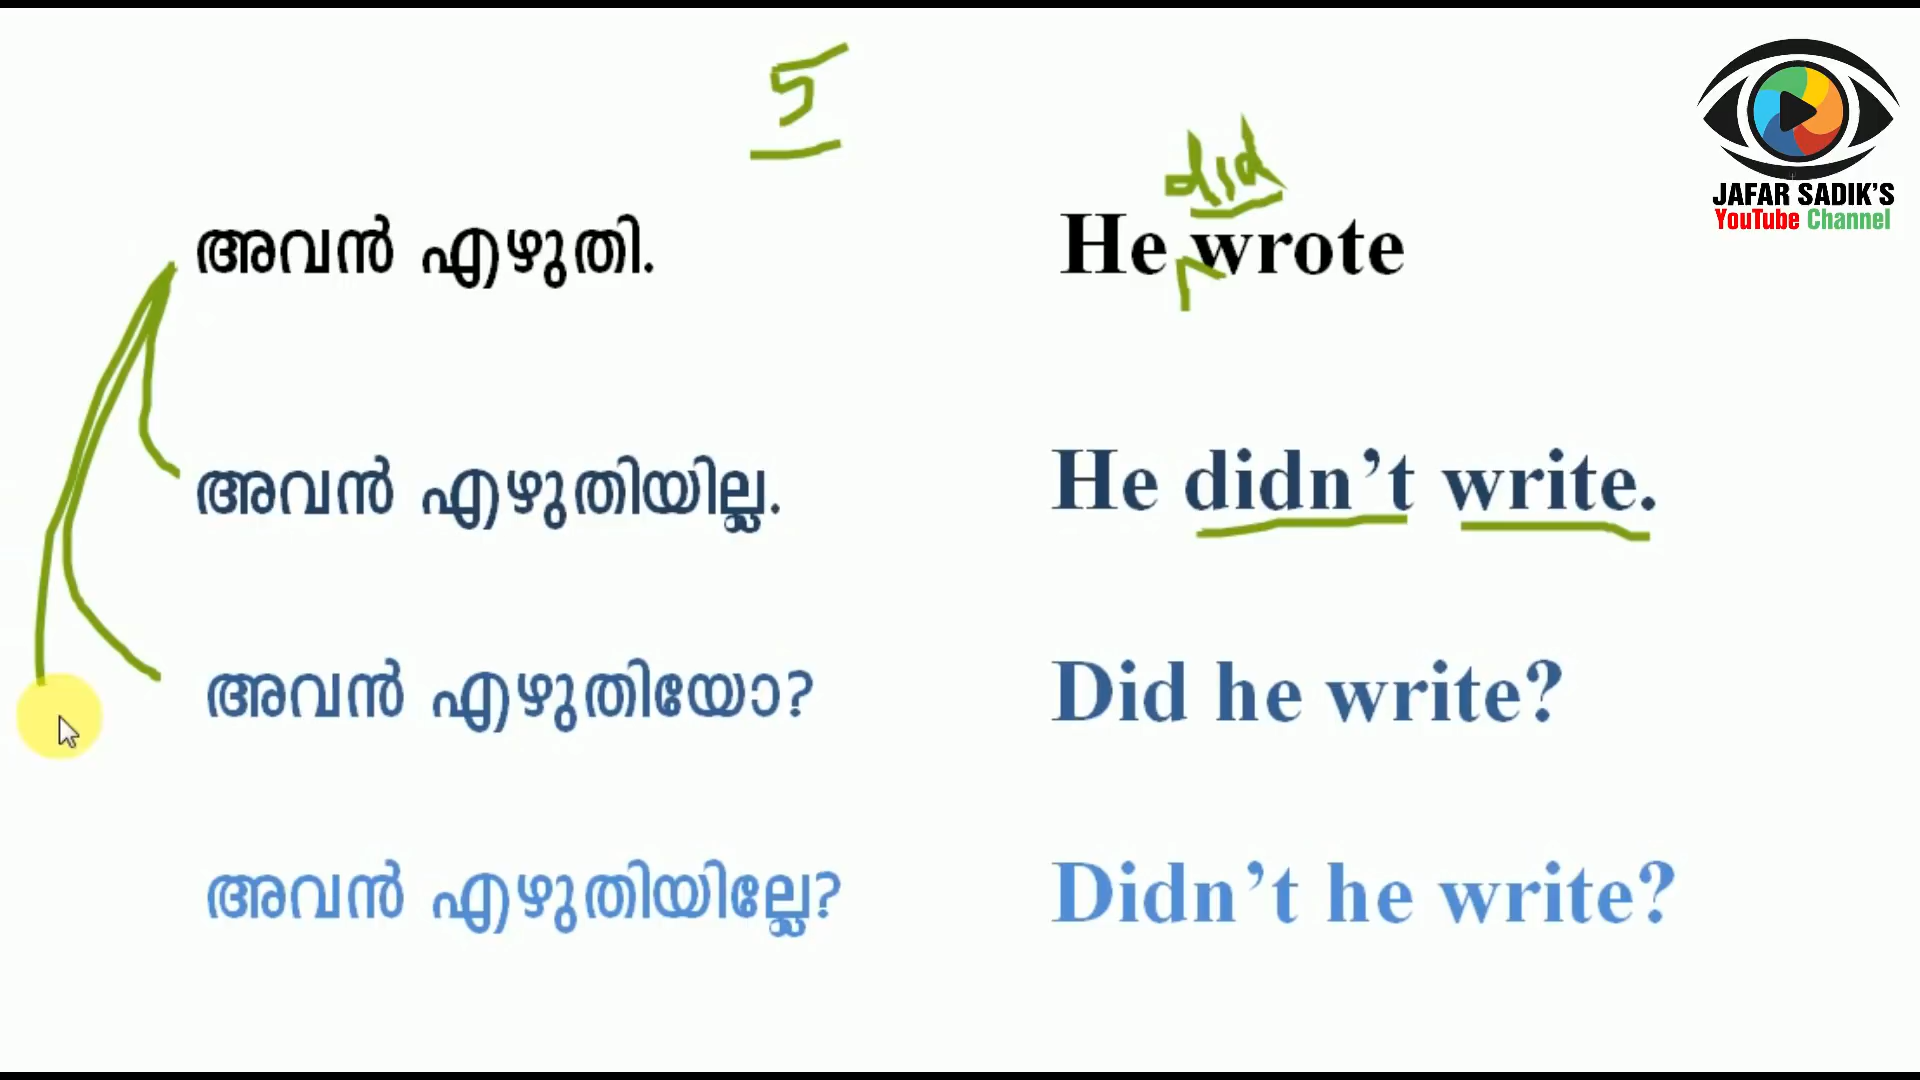 5
did
അവൻ എഴുതി. He wrote
അവൻ എഴുതിയില്ല. He didn’t write.
അവൻ എഴുതിയോ? Did he write?
അവൻ എഴുതിയില്ലേ? Didn’t he write?
JAFAR SADIK’S
YouTube Channel